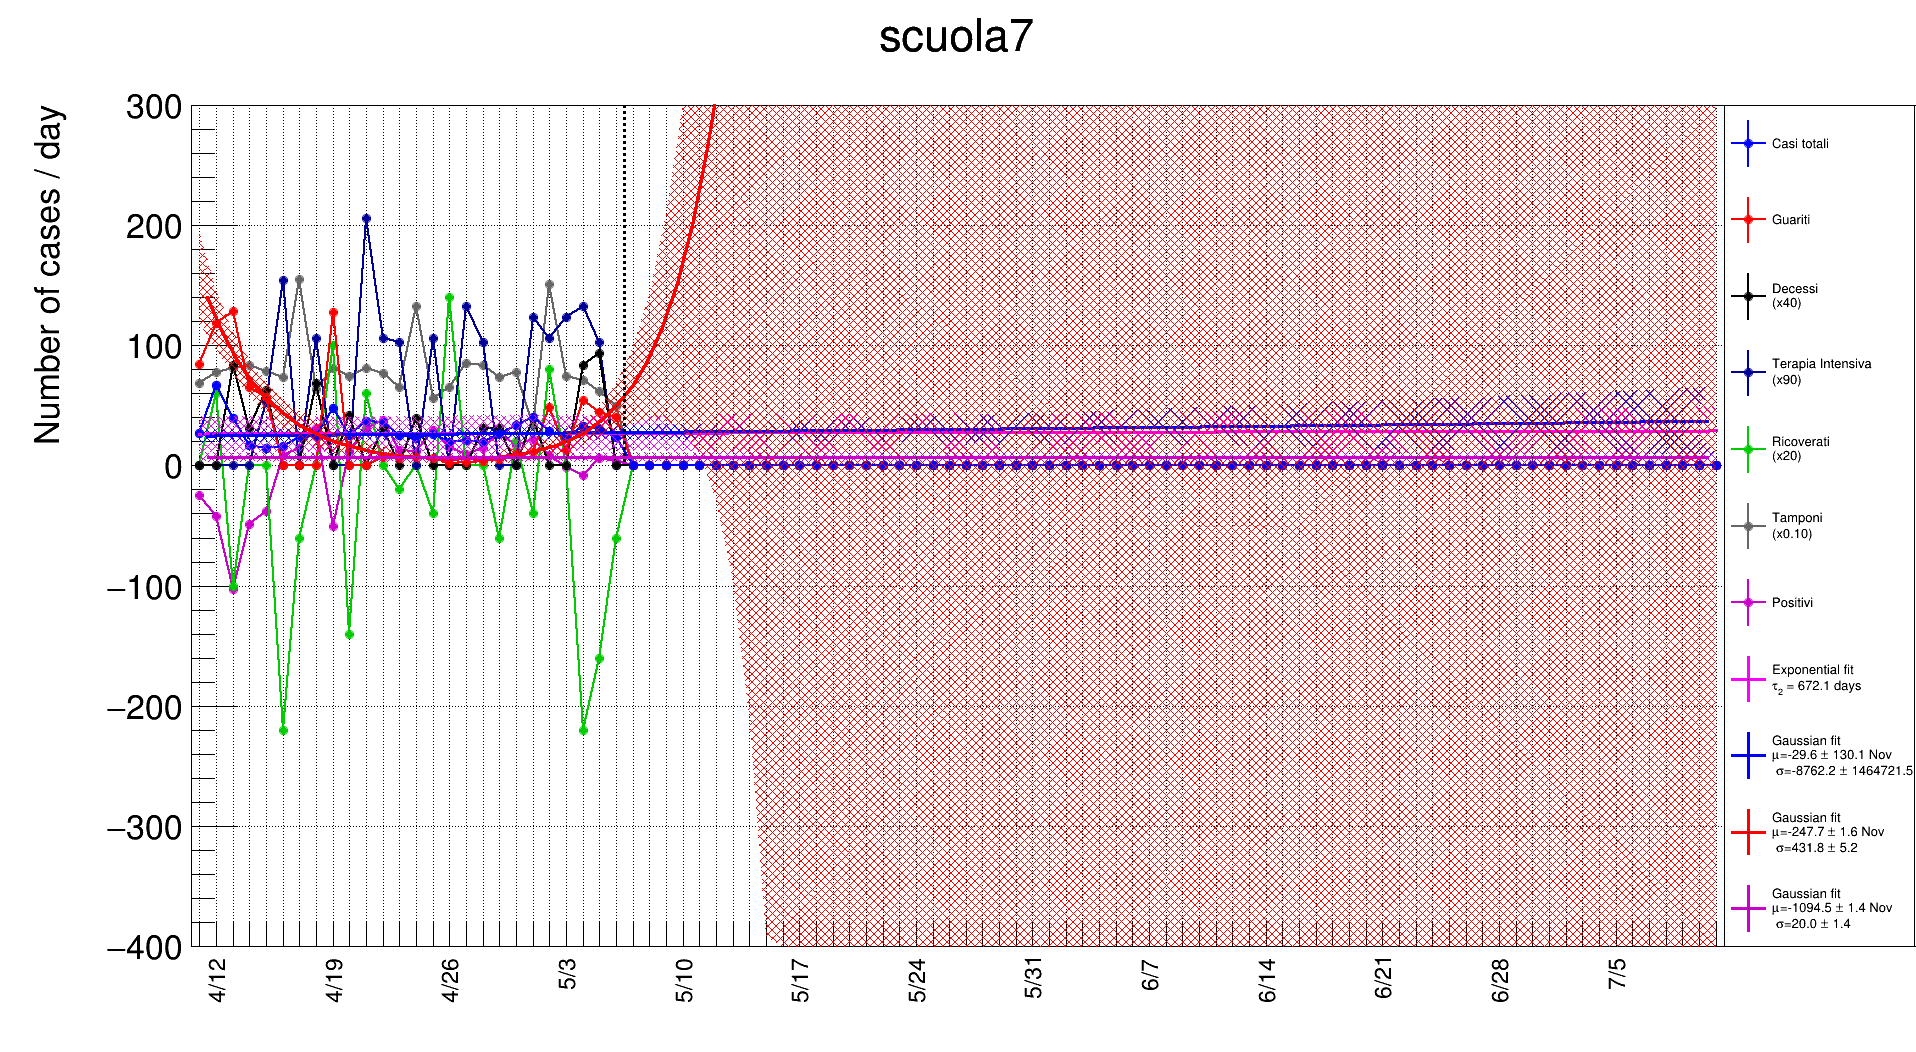 scuola7
Number of cases / day
300
200
100
0
−100
−200
−300
−400
4/12
4/19
4/26
5/3
5/10
5/17
5/24
5/31
6/7
6/14
6/21
6/28
7/5
Casi totali
Guariti
Decessi
(x40)
Terapia Intensiva
(x90)
Ricoverati
(x20)
Tamponi
(x0.10)
Positivi
Exponential fit
τ2 = 672.1 days
Gaussian fit
μ=-29.6 ± 130.1 Nov
σ=-8762.2 ± 1464721.5
Gaussian fit
μ=-247.7 ± 1.6 Nov
σ=431.8 ± 5.2
Gaussian fit
μ=-1094.5 ± 1.4 Nov
σ=20.0 ± 1.4